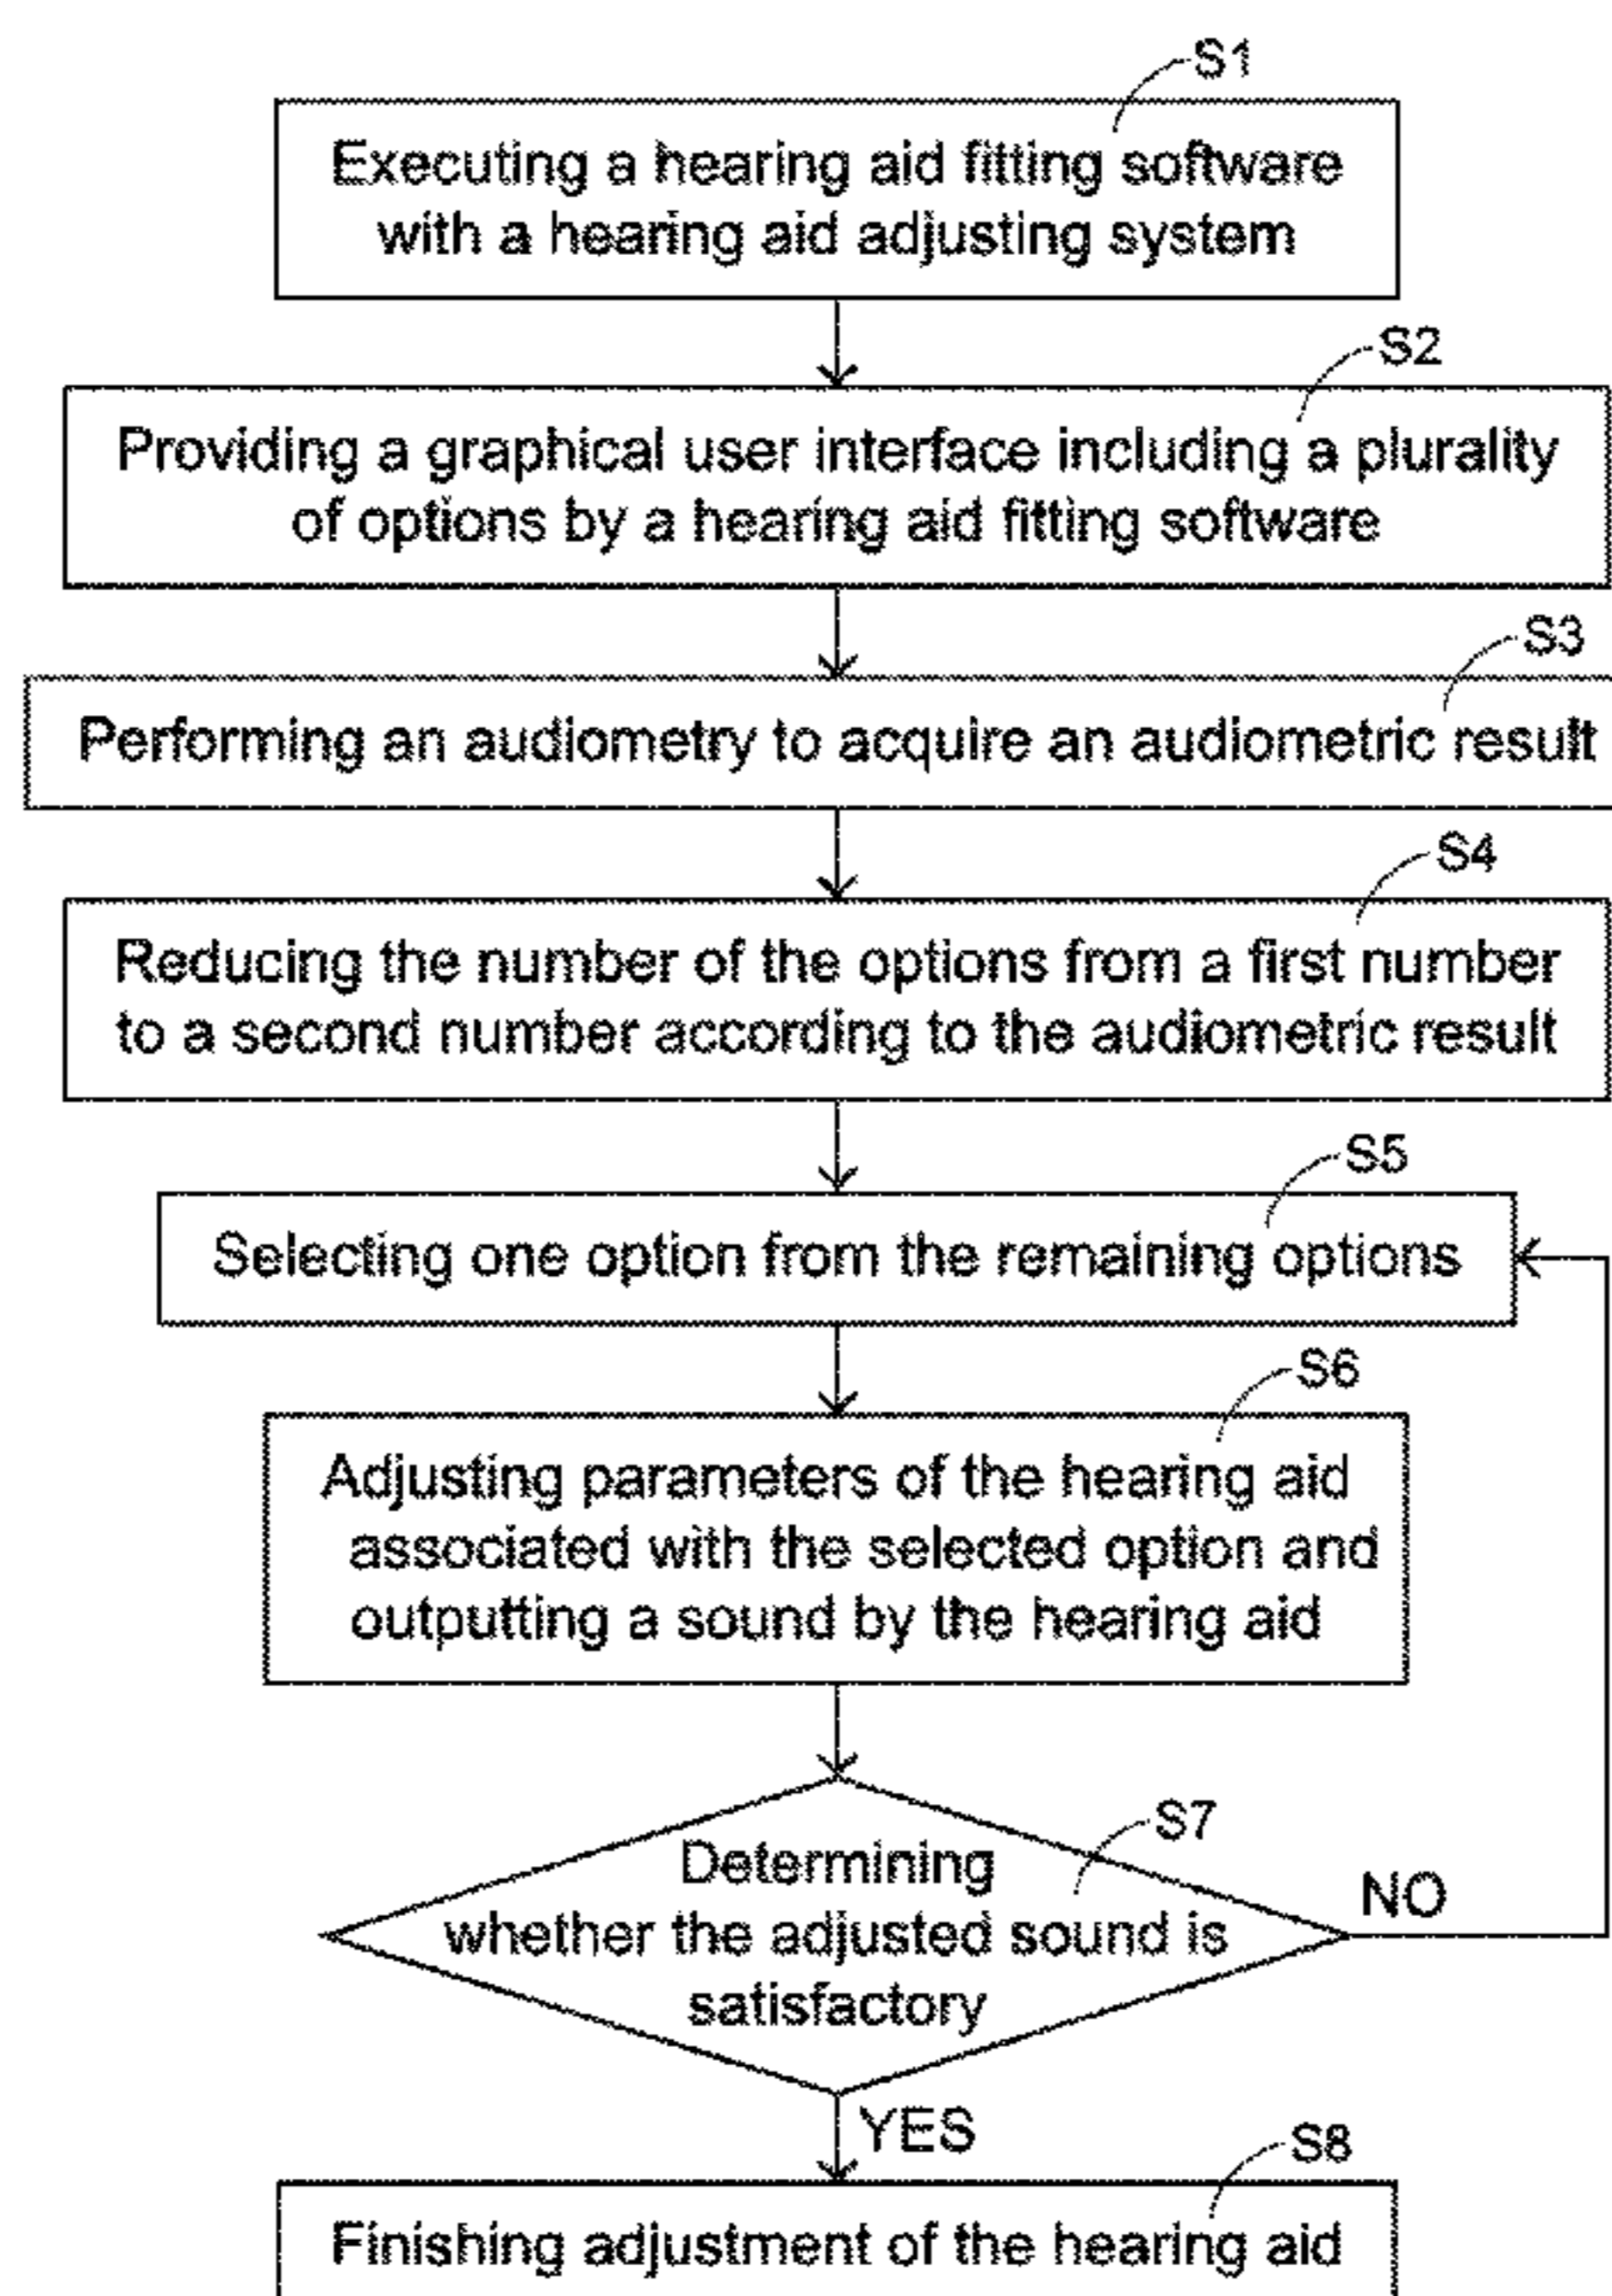 S1
Executing a hearing aid fitting software
with a hearing aid adjusting system
S2
Providing a graphical user interface including a plurality
of options by a hearing aid fitting software
S3
Performing an audiometry to acquire an audiometric result
S4
Reducing the number of the options from a first number
to a second number according to the audiometric result
S5
Selecting one option from the remaining options
S6
Adjusting parameters of the hearing aid
associated with the selected option and
outputting a sound by the hearing aid
S7
Determining
whether the adjusted sound is
satisfactory
NO
YES
S8
Finishing adjustment of the hearing aid